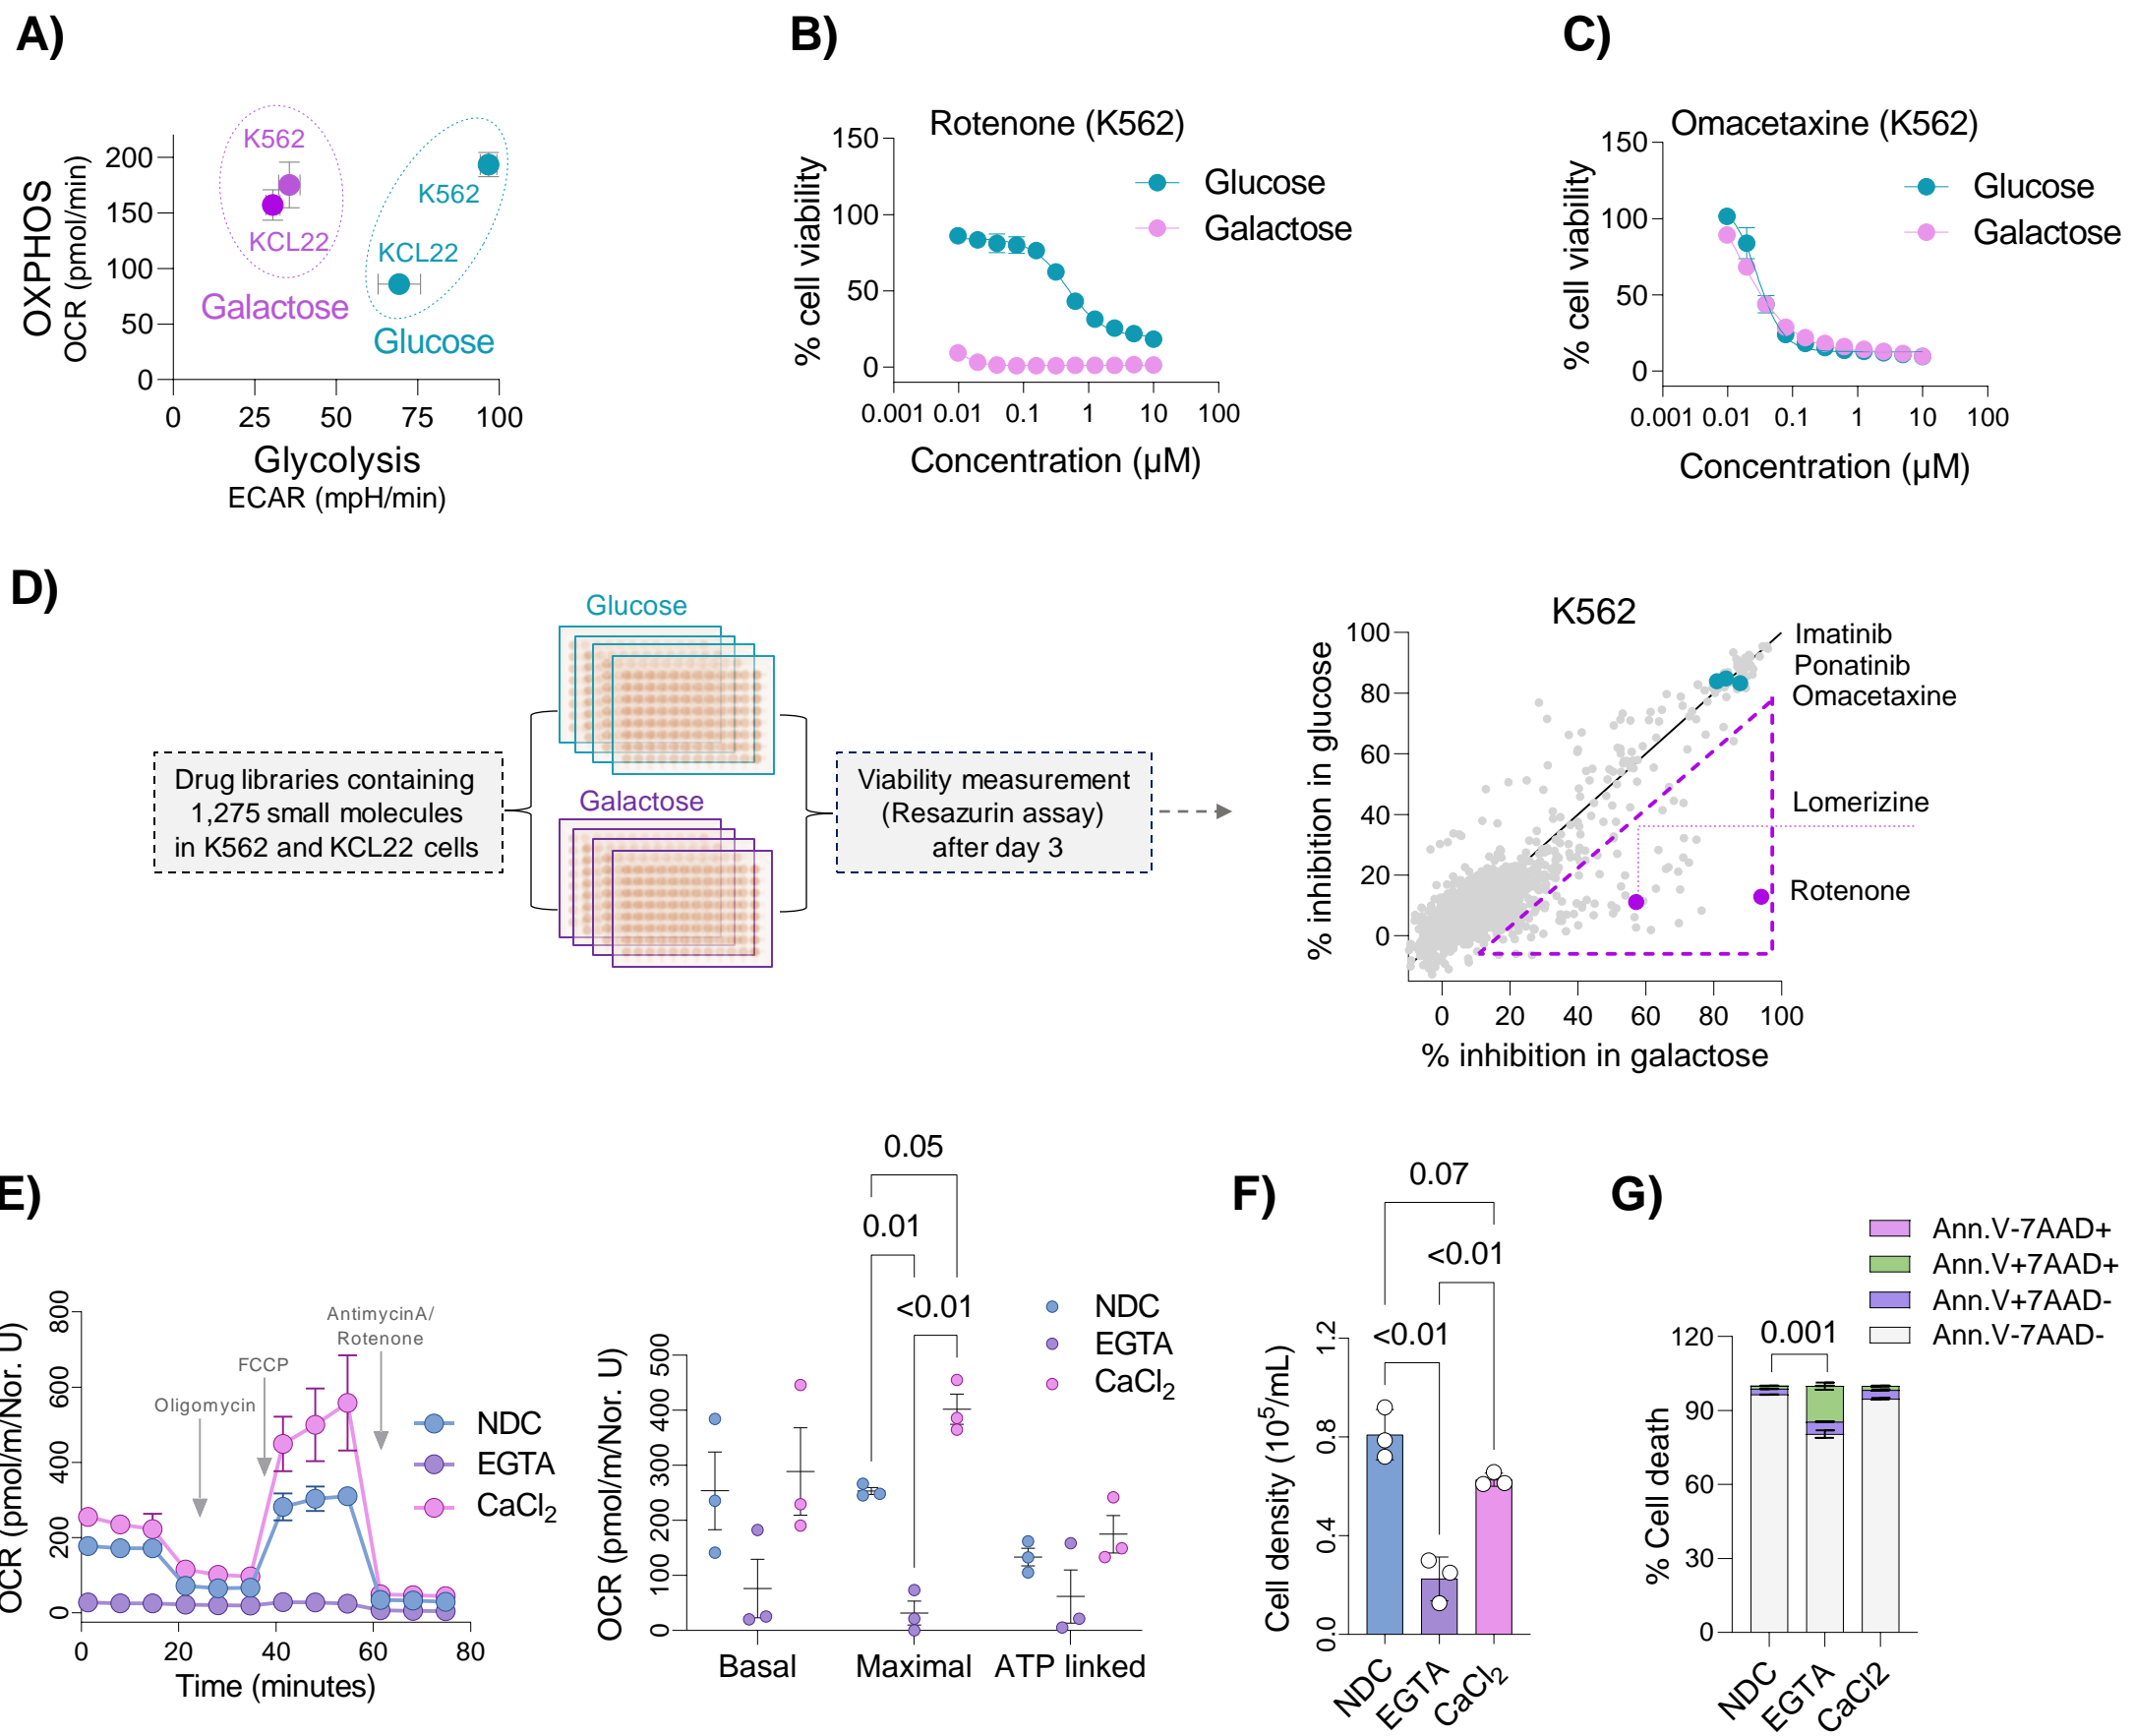 A)
OXPHOS
OCR (pmol/min)
200
150
100
50
0
K562
KCL22
Galactose
K562
KCL22
Glucose
0 25 50 75 100
Glycolysis
ECAR (mpH/min)
B)
Rotenone (K562)
% cell viability
150
100
50
0
Glucose
Galactose
0.001 0.01 0.1 1 10 100
Concentration (µM)
C)
Omacetaxine (K562)
% cell viability
150
100
50
0
Glucose
Galactose
0.001 0.01 0.1 1 10 100
Concentration (µM)
D)
Drug libraries containing
1,275 small molecules
in K562 and KCL22 cells
Glucose
Galactose
Viability measurement
(Resazurin assay)
after day 3
K562
% inhibition in glucose
100
80
60
40
20
0
Imatinib
Ponatinib
Omacetaxine
Lomerizine
Rotenone
0 20 40 60 80 100
% inhibition in galactose
E)
OCR (pmol/m/Nor. U)
800
600
400
200
0
Oligomycin
FCCP
AntimycinA/
Rotenone
NDC
EGTA
CaCl2
0 20 40 60 80
Time (minutes)
OCR (pmol/m/Nor. U)
500
400
300
200
100
0
0.05
0.01
<0.01
NDC
EGTA
CaCl2
Basal Maximal ATP linked
F)
Cell density (10^5/mL)
1.2
0.8
0.4
0.0
0.07
<0.01
<0.01
NDC
EGTA
CaCl2
G)
Ann.V-7AAD+
Ann.V+7AAD+
Ann.V+7AAD-
Ann.V-7AAD-
% Cell death
120
90
60
30
0
0.001
NDC
EGTA
CaCl2